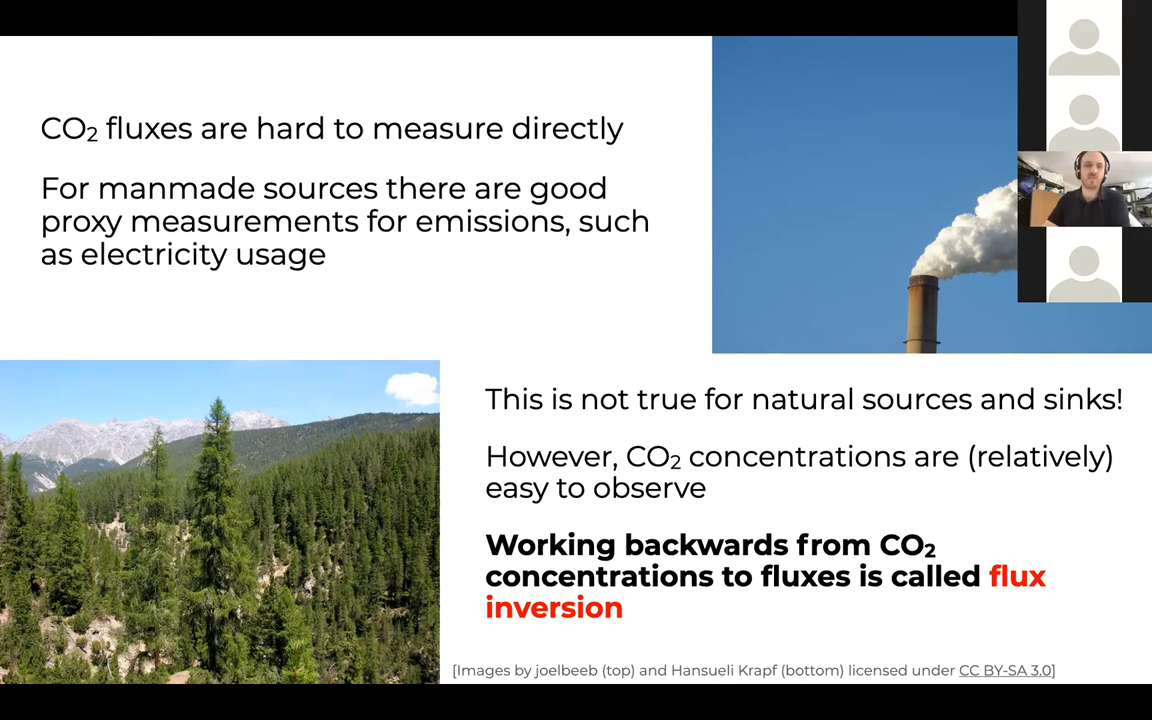 CO₂ fluxes are hard to measure directly
For manmade sources there are good
proxy measurements for emissions, such
as electricity usage
This is not true for natural sources and sinks!
However, CO₂ concentrations are (relatively)
easy to observe
Working backwards from CO₂
concentrations to fluxes is called flux
inversion
[Images by joelbeeb (top) and Hansueli Krapf (bottom) licensed under CC BY-SA 3.0]